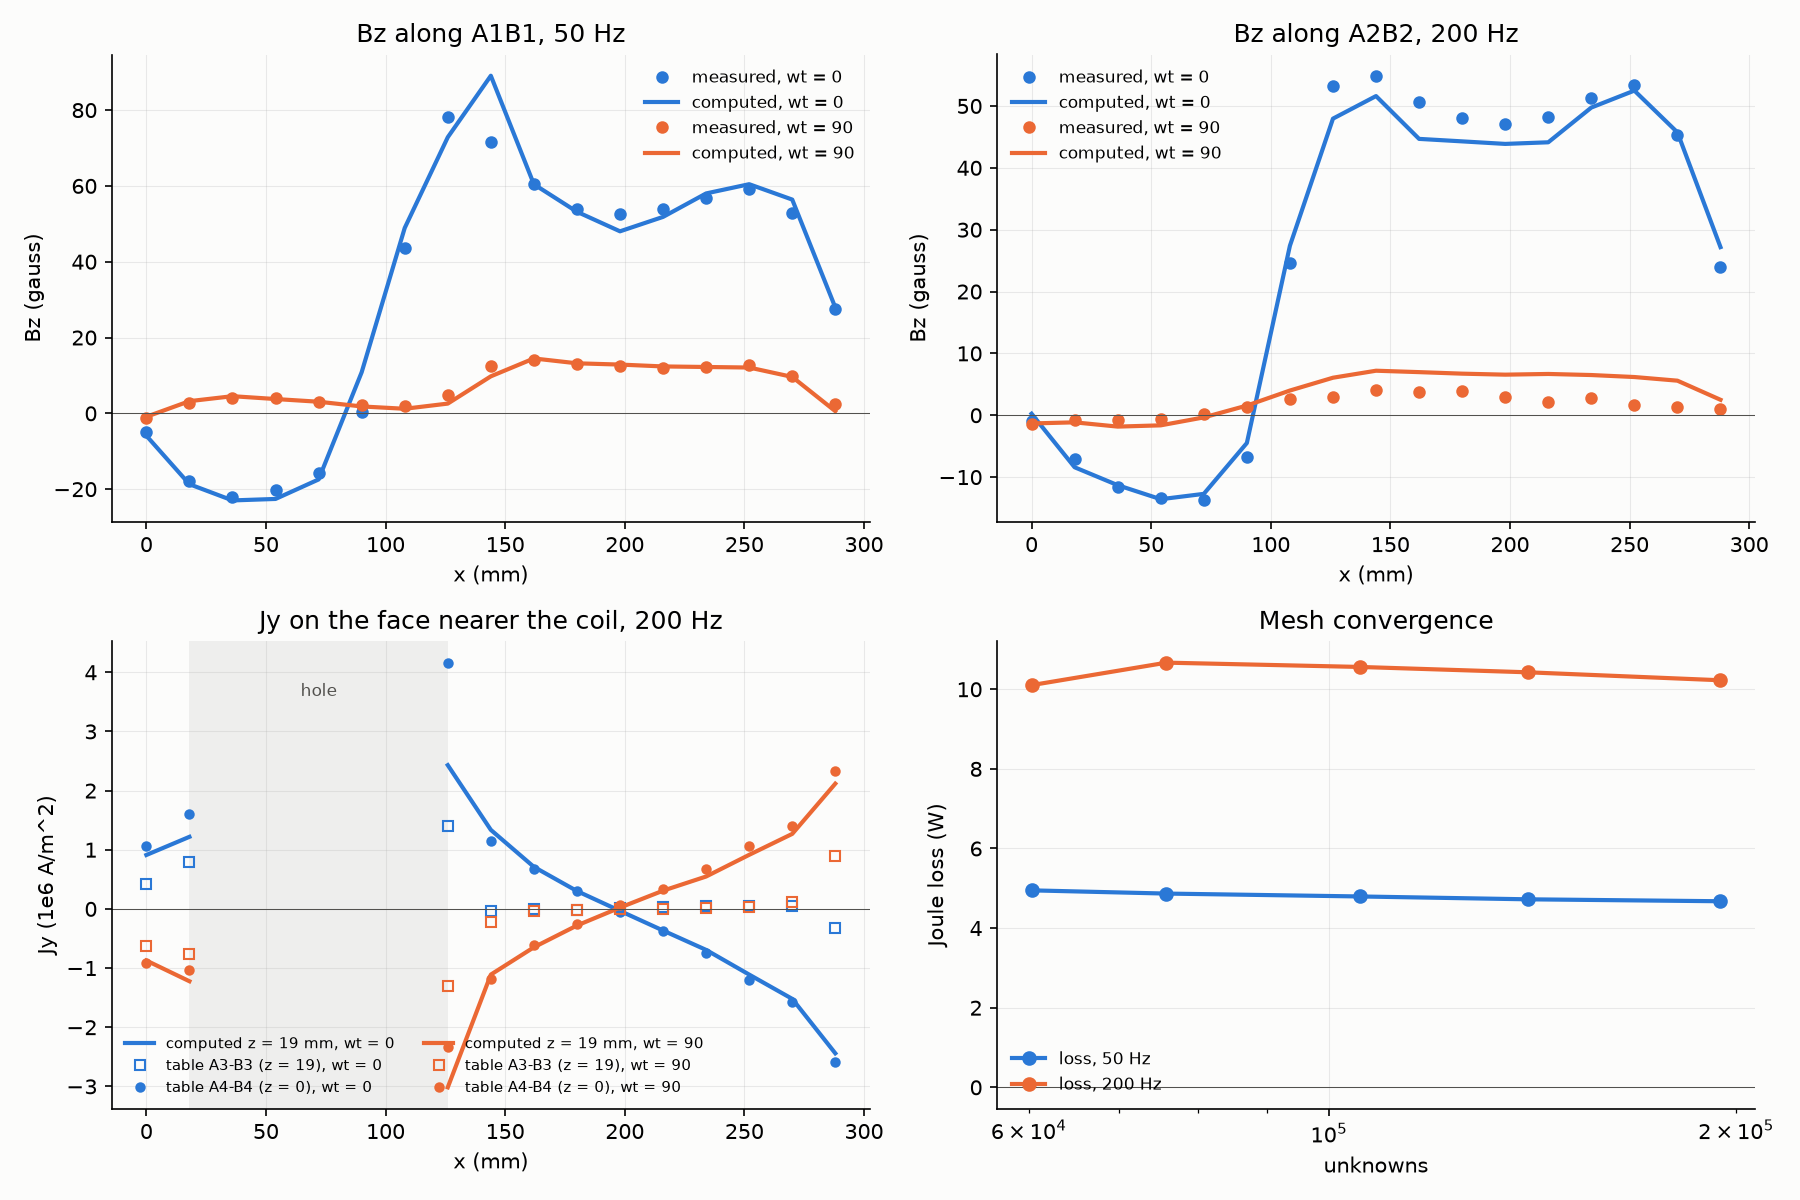 Bz along A1B1, 50 Hz
measured, wt = 0
computed, wt = 0
measured, wt = 90
computed, wt = 90
Bz (gauss)
80
60
40
20
0
−20
0 50 100 150 200 250 300
x (mm)
Bz along A2B2, 200 Hz
measured, wt = 0
computed, wt = 0
measured, wt = 90
computed, wt = 90
Bz (gauss)
50
40
30
20
10
0
−10
0 50 100 150 200 250 300
x (mm)
Jy on the face nearer the coil, 200 Hz
hole
Jy (1e6 A/m^2)
4
3
2
1
0
−1
−2
−3
computed z = 19 mm, wt = 0
table A3-B3 (z = 19), wt = 0
table A4-B4 (z = 0), wt = 0
computed z = 19 mm, wt = 90
table A3-B3 (z = 19), wt = 90
table A4-B4 (z = 0), wt = 90
0 50 100 150 200 250 300
x (mm)
Mesh convergence
Joule loss (W)
10
8
6
4
2
0
loss, 50 Hz
loss, 200 Hz
6 × 10⁴ 10⁵ 2 × 10⁵
unknowns